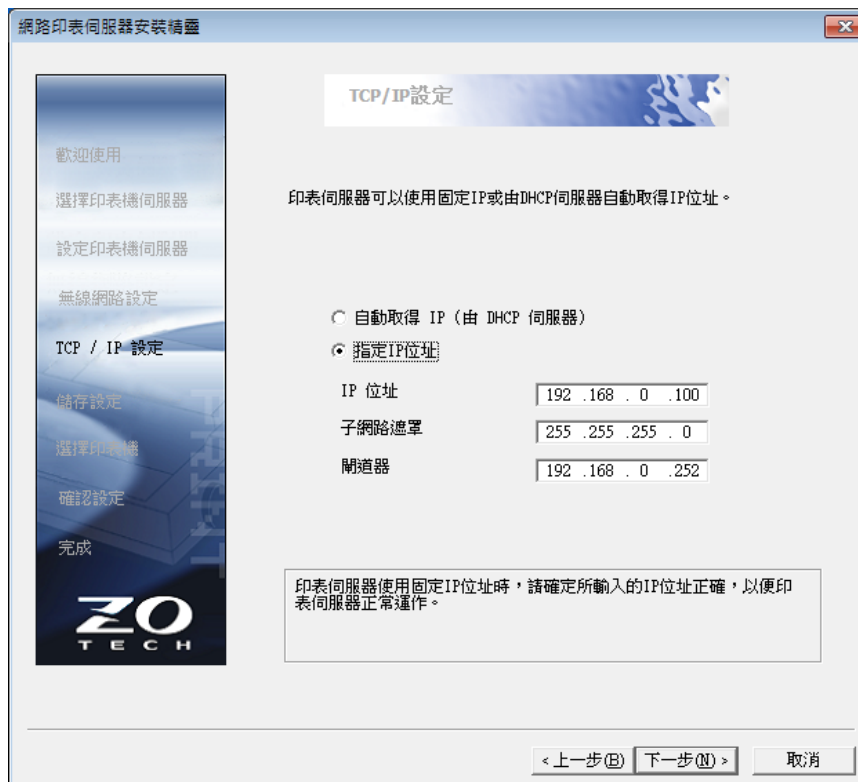 網路印表伺服器安裝精靈
TCP/IP設定
歡迎使用
選擇印表機伺服器
設定印表機伺服器
無線網路設定
TCP / IP 設定
儲存設定
選擇印表機
確認設定
完成
PRINT
ZO
TECH
印表伺服器可以使用固定IP或由DHCP伺服器自動取得IP位址。
自動取得 IP (由 DHCP 伺服器)
指定IP位址
IP 位址 192 .168 . 0 .100
子網路遮罩 255 .255 .255 . 0
閘道器 192 .168 . 0 .252
印表伺服器使用固定IP位址時，請確定所輸入的IP位址正確，以便印
表伺服器正常運作。
<上一步(B) 下一步(N) > 取消